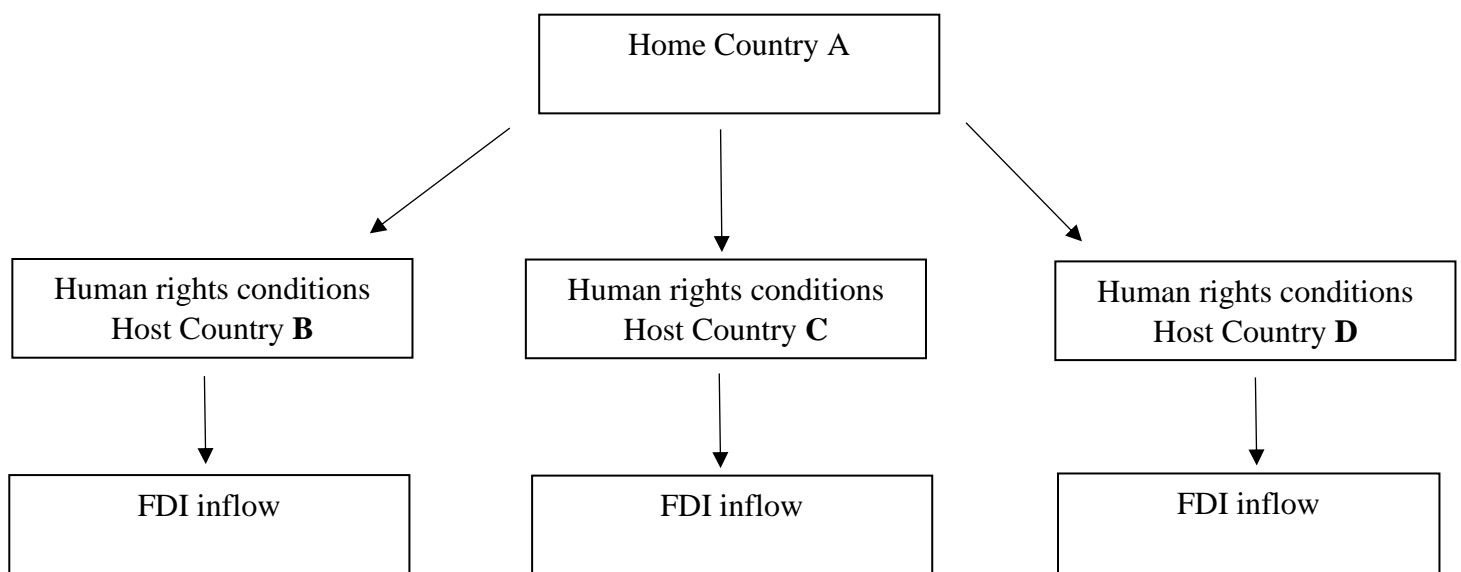 Home Country A
Human rights conditions
Host Country B
Human rights conditions
Host Country C
Human rights conditions
Host Country D
FDI inflow
FDI inflow
FDI inflow